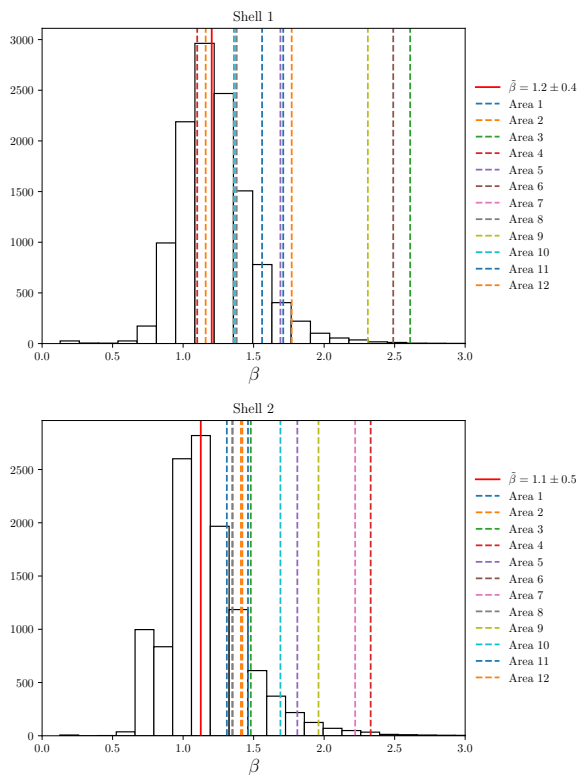 Shell 1
3000
2500
2000
1500
1000
500
0
0.0 0.5 1.0 1.5 2.0 2.5 3.0
β
β̃ = 1.2 ± 0.4
Area 1
Area 2
Area 3
Area 4
Area 5
Area 6
Area 7
Area 8
Area 9
Area 10
Area 11
Area 12
Shell 2
2500
2000
1500
1000
500
0
0.0 0.5 1.0 1.5 2.0 2.5 3.0
β
β̃ = 1.1 ± 0.5
Area 1
Area 2
Area 3
Area 4
Area 5
Area 6
Area 7
Area 8
Area 9
Area 10
Area 11
Area 12